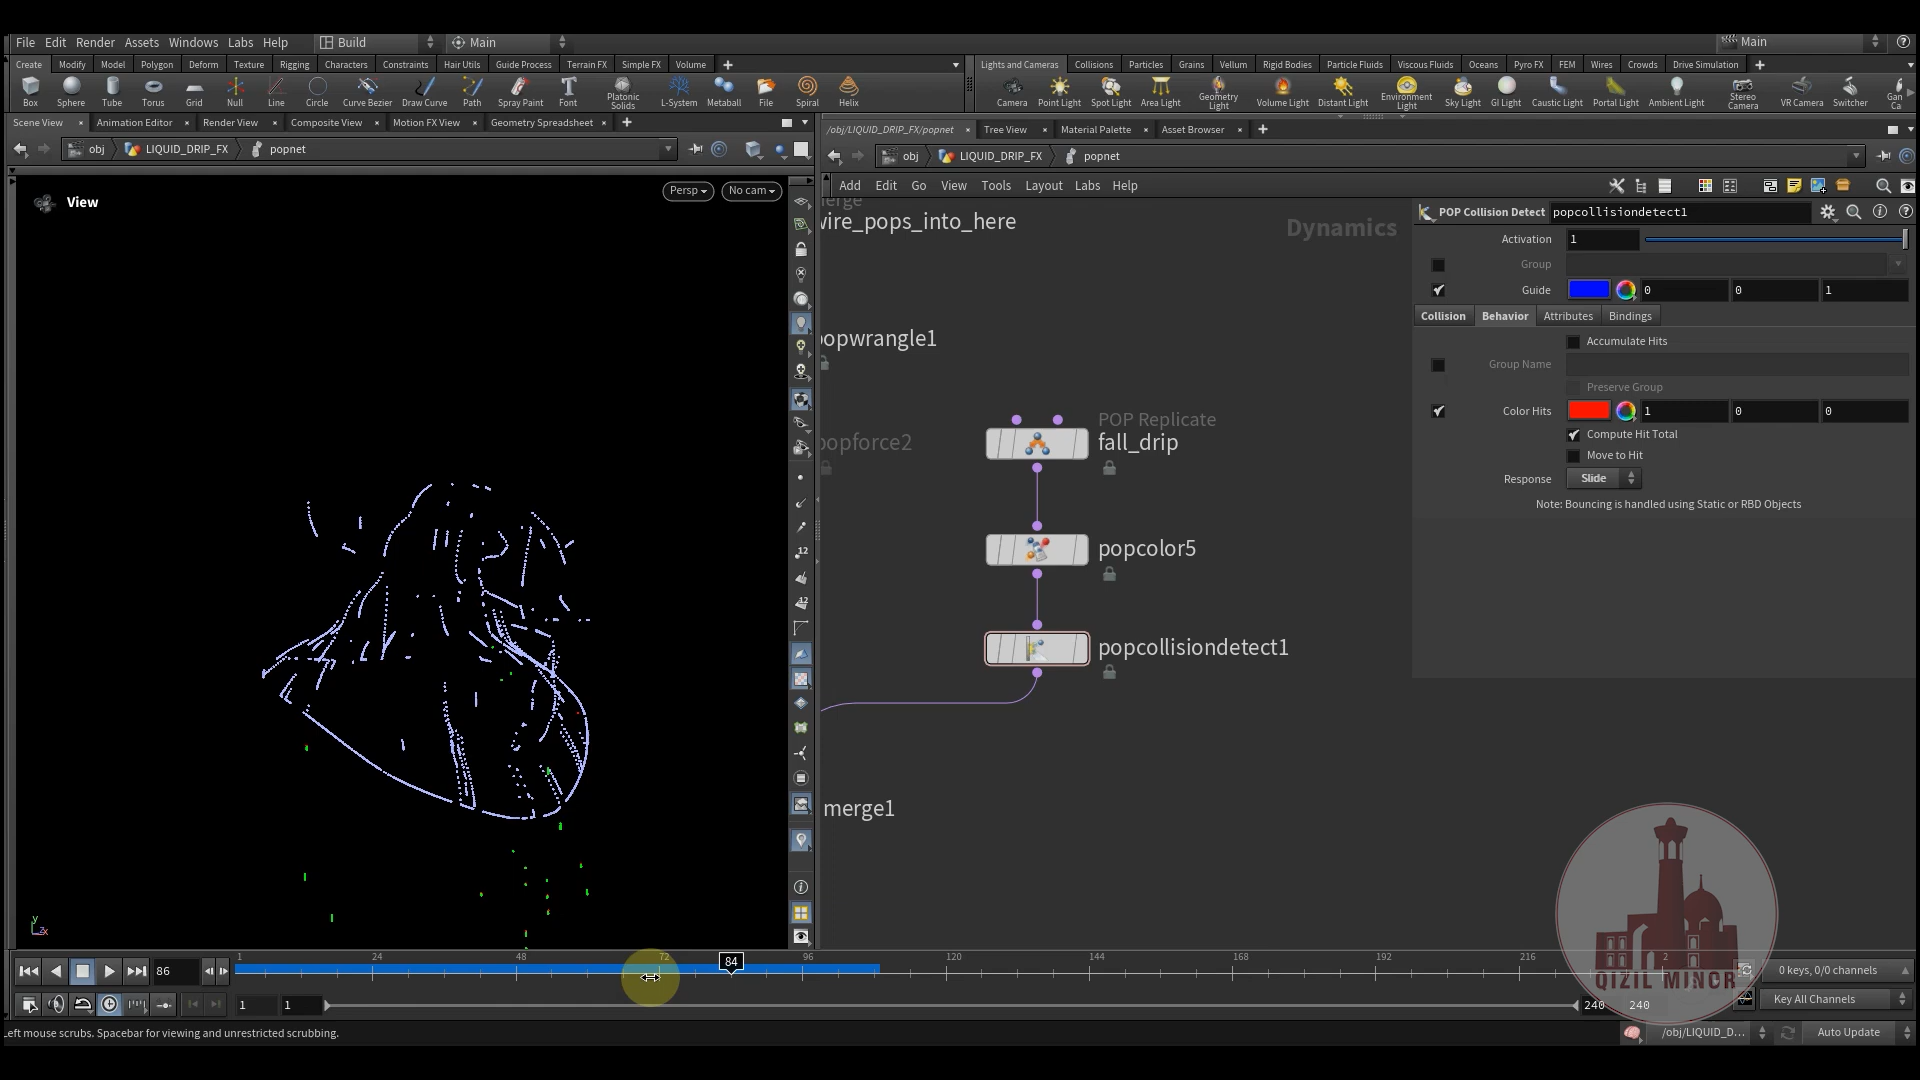 File Edit Render Assets Windows Labs Help Build Main Main
Create Modify Model Polygon Deform Texture Rigging Characters Constraints Hair Utils Guide Process Terrain FX Simple FX Volume
Lights and Cameras Collisions Particles Grains Vellum Rigid Bodies Particle Fluids Viscous Fluids Oceans Pyro FX FEM Wires Crowds Drive Simulation
Box Sphere Tube Torus Grid Null Line Circle Curve Bezier Draw Curve Path Spray Paint Font Platonic Solids L-System Metaball File Spiral Helix
Camera Point Light Spot Light Area Light Geometry Light Volume Light Distant Light Environment Light Sky Light GI Light Caustic Light Portal Light Ambient Light Stereo Camera VR Camera Switcher
Scene View Animation Editor Render View Composite View Motion FX View Geometry Spreadsheet
/obj/LIQUID_DRIP_FX/popnet Tree View Material Palette Asset Browser
obj LIQUID_DRIP_FX popnet
obj LIQUID_DRIP_FX popnet
Add Edit Go View Tools Layout Labs Help
View
Persp No cam
wire_pops_into_here
Dynamics
popwrangle1
popforce2
POP Replicate
fall_drip
popcolor5
popcollisiondetect1
merge1
POP Collision Detect popcollisiondetect1
Activation 1
Group
Guide 0 0 1
Collision Behavior Attributes Bindings
Accumulate Hits
Group Name
Preserve Group
Color Hits 1 0 0
Compute Hit Total
Move to Hit
Response Slide
Note: Bouncing is handled using Static or RBD Objects
QIZIL MINOR
86 1 24 48 72 84 96 120 144 168 192 216 2
0 keys, 0/0 channels
1 1 240 240
Key All Channels
Left mouse scrubs. Spacebar for viewing and unrestricted scrubbing.
/obj/LIQUID_D... Auto Update